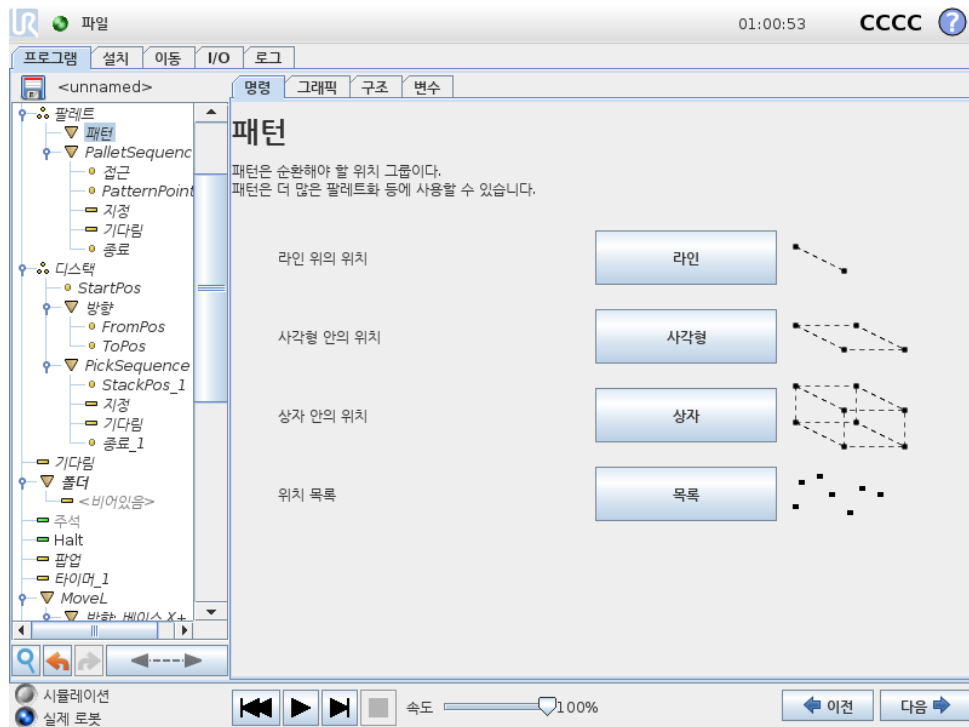 UR 파일 01:00:53 CCCC ?
프로그램 설치 이동 I/O 로그
<unnamed>
명령 그래픽 구조 변수
팔레트
패턴
PalletSequenc
접근
PatternPoint
지정
기다림
종료
디스택
StartPos
방향
FromPos
ToPos
PickSequence
StackPos_1
지정
기다림
종료_1
기다림
폴더
<비어있음>
주석
Halt
팝업
타이머_1
MoveL
방향: 베이스 X+
패턴
패턴은 순환해야 할 위치 그룹이다.
패턴은 더 많은 팔레트화 등에 사용할 수 있습니다.
라인 위의 위치 라인
사각형 안의 위치 사각형
상자 안의 위치 상자
위치 목록 목록
시뮬레이션
실제 로봇
속도 100%
이전 다음